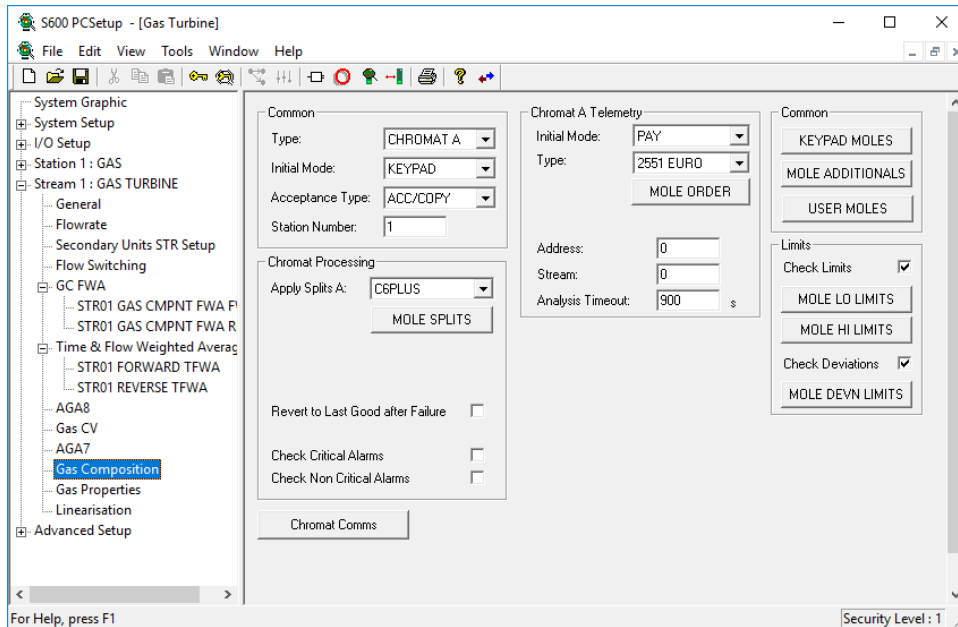 S600 PCSetup - [Gas Turbine]
File Edit View Tools Window Help
System Graphic
System Setup
I/O Setup
Station 1 : GAS
Stream 1 : GAS TURBINE
General
Flowrate
Secondary Units STR Setup
Flow Switching
GC FWA
STR01 GAS CMPNT FWA F
STR01 GAS CMPNT FWA R
Time & Flow Weighted Averag
STR01 FORWARD TFWA
STR01 REVERSE TFWA
AGA8
Gas CV
AGA7
Gas Composition
Gas Properties
Linearisation
Advanced Setup
Common
Type: CHROMAT A
Initial Mode: KEYPAD
Acceptance Type: ACC/COPY
Station Number: 1
Chromat Processing
Apply Splits A: C6PLUS
MOLE SPLITS
Revert to Last Good after Failure
Check Critical Alarms
Check Non Critical Alarms
Chromat Comms
Chromat A Telemetry
Initial Mode: PAY
Type: 2551 EURO
MOLE ORDER
Address: 0
Stream: 0
Analysis Timeout: 900 s
Common
KEYPAD MOLES
MOLE ADDITIONALS
USER MOLES
Limits
Check Limits
MOLE LO LIMITS
MOLE HI LIMITS
Check Deviations
MOLE DEVN LIMITS
For Help, press F1
Security Level : 1